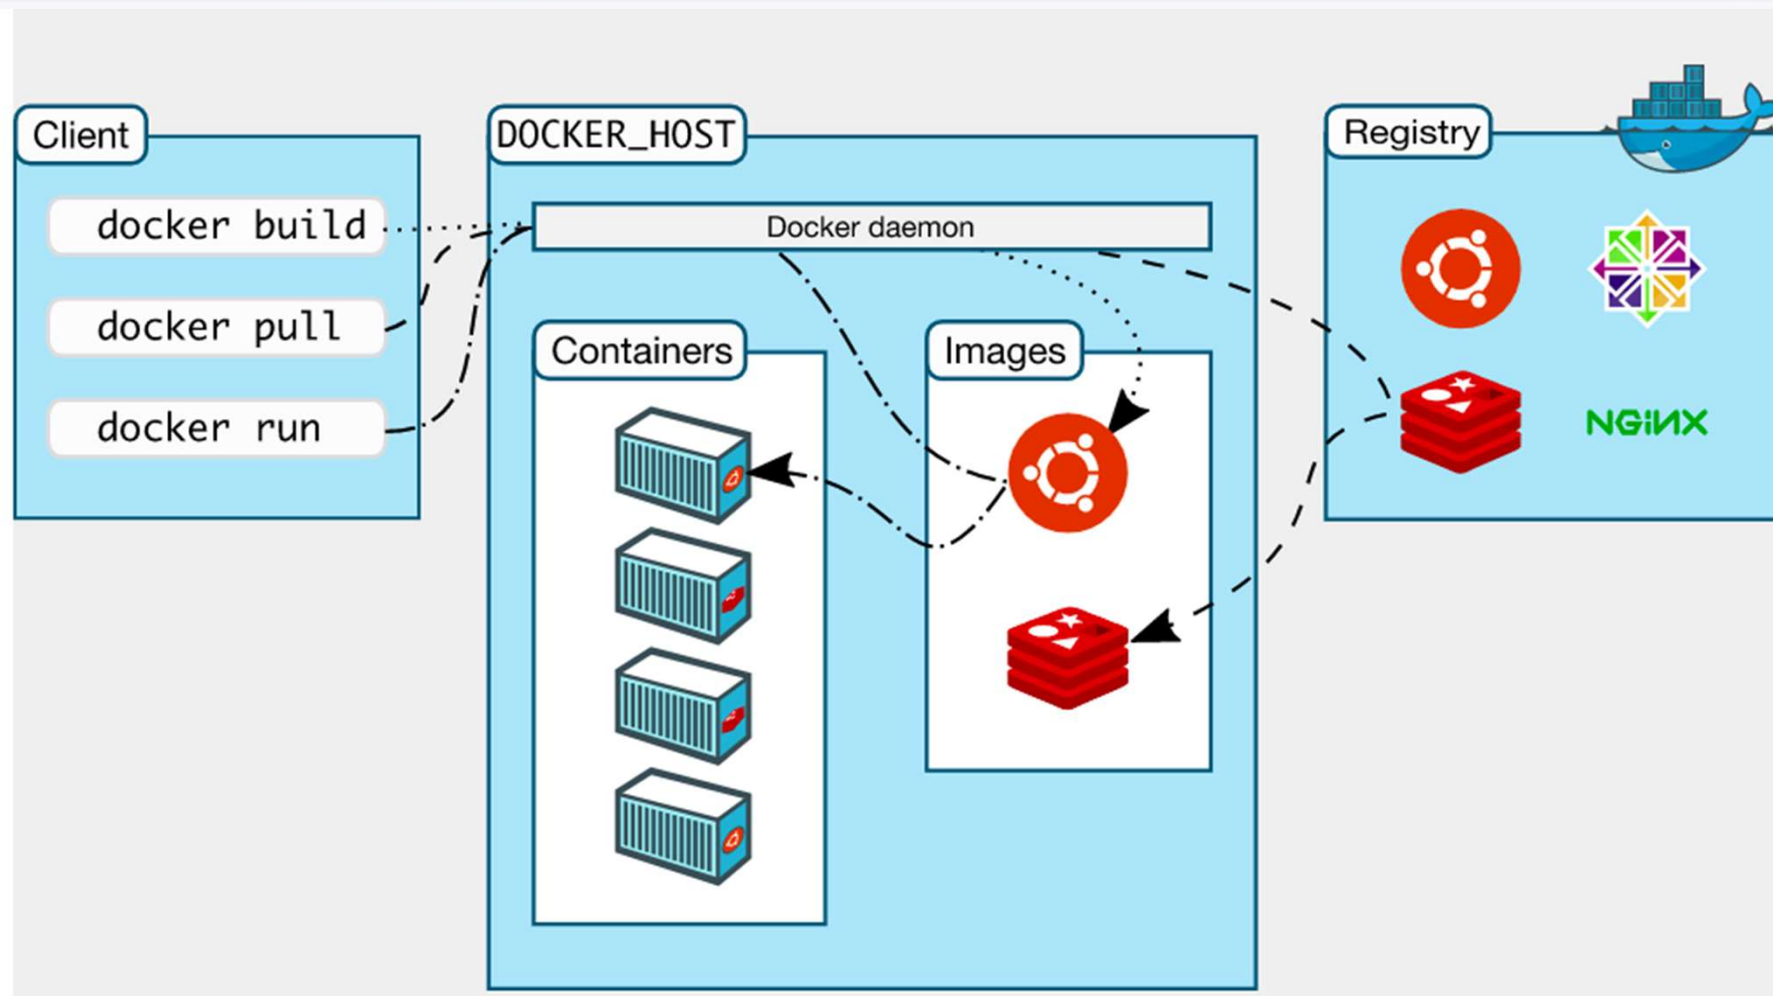 Client
docker build
docker pull
docker run
DOCKER_HOST
Docker daemon
Containers
Images
Registry
NGiNX